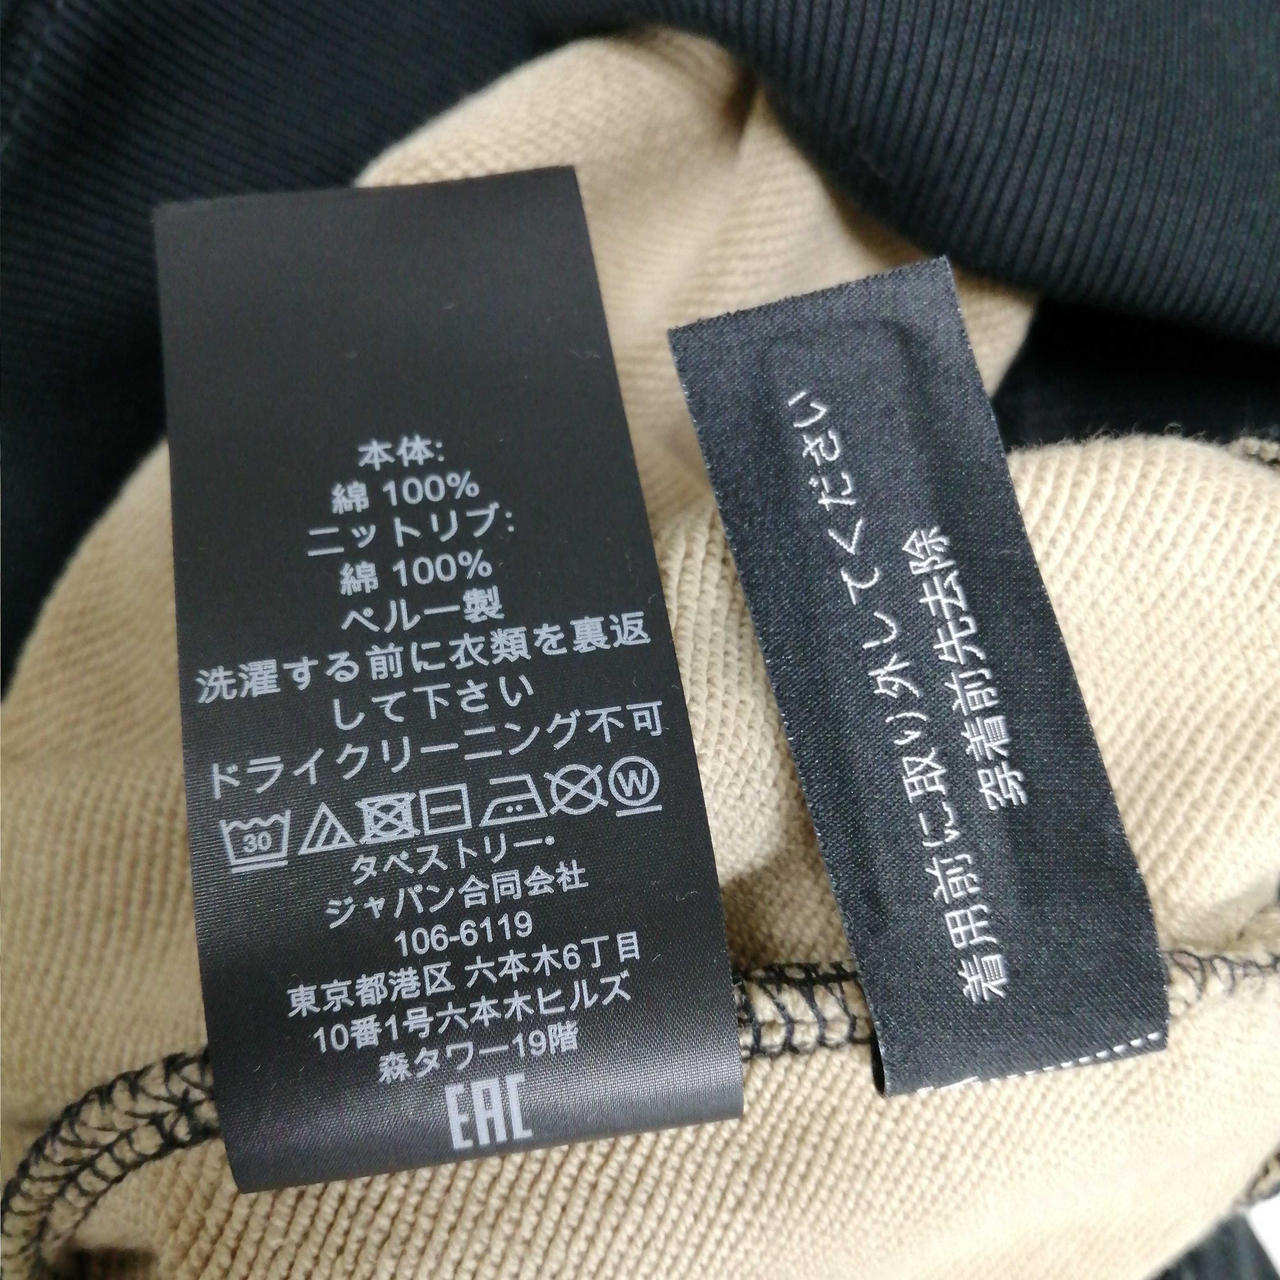 本体:
綿 100%
ニットリブ:
綿 100%
ペルー製
洗濯する前に衣類を裏返
して下さい
ドライクリーニング不可
30
W
タペストリー・
ジャパン合同会社
106-6119
東京都港区 六本木6丁目
10番1号六本木ヒルズ
森タワー19階
EAC
着用前に取り外してください
穿着前先去除